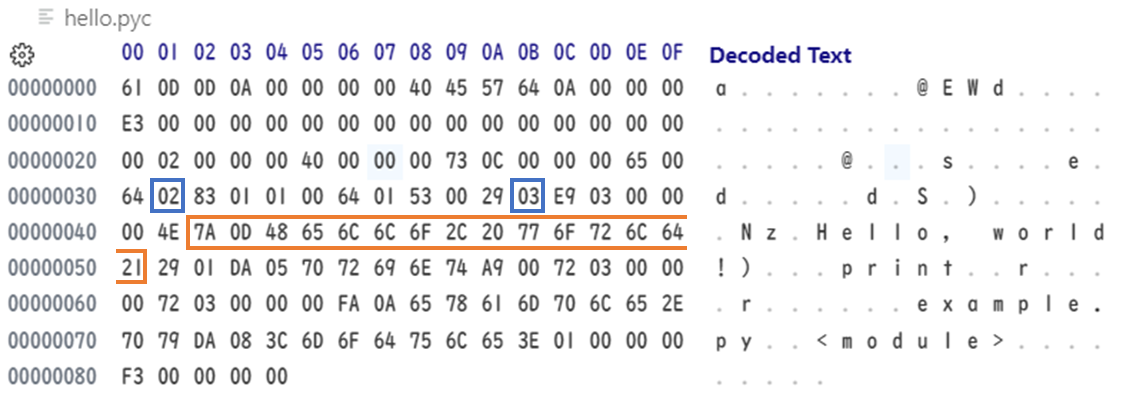 hello.pyc
00 01 02 03 04 05 06 07 08 09 0A 0B 0C 0D 0E 0F Decoded Text
00000000 61 0D 0D 0A 00 00 00 00 40 45 57 64 0A 00 00 00 a . . . . . . . @ E W d . . . .
00000010 E3 00 00 00 00 00 00 00 00 00 00 00 00 00 00 00 . . . . . . . . . . . . . . . .
00000020 00 02 00 00 00 40 00 00 00 73 0C 00 00 00 65 00 . . . . . @ . . . s . . . . e .
00000030 64 02 83 01 01 00 64 01 53 00 29 03 E9 03 00 00 d . . . . . d . S . ) . . . . .
00000040 00 4E 7A 0D 48 65 6C 6C 6F 2C 20 77 6F 72 6C 64 . N z . H e l l o , w o r l d
00000050 21 29 01 DA 05 70 72 69 6E 74 A9 00 72 03 00 00 ! ) . . . p r i n t . . r . . .
00000060 00 72 03 00 00 00 FA 0A 65 78 61 6D 70 6C 65 2E . r . . . . . . e x a m p l e .
00000070 70 79 DA 08 3C 6D 6F 64 75 6C 65 3E 01 00 00 00 p y . . < m o d u l e > . . . .
00000080 F3 00 00 00 00 . . . . .